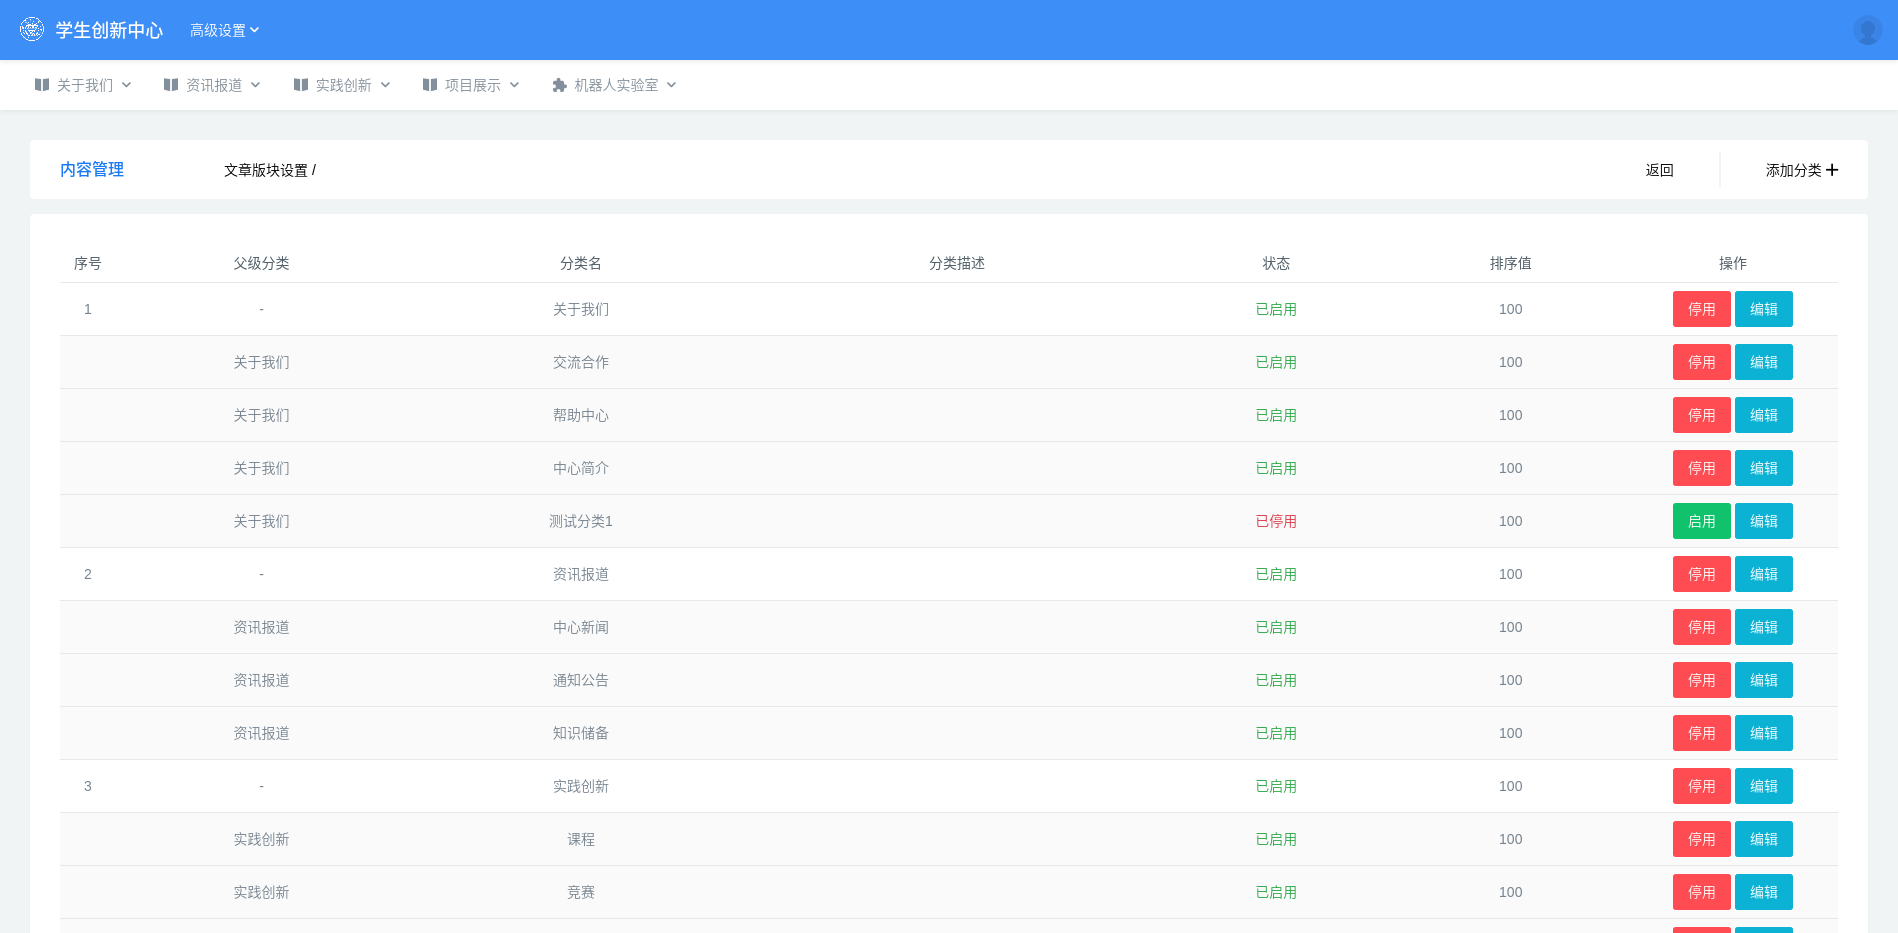 学生创新中心 高级设置
关于我们 资讯报道 实践创新 项目展示 机器人实验室
内容管理 文章版块设置 / 返回 添加分类
序号 父级分类 分类名 分类描述 状态 排序值 操作
1 - 关于我们 已启用 100 停用 编辑
关于我们 交流合作 已启用 100 停用 编辑
关于我们 帮助中心 已启用 100 停用 编辑
关于我们 中心简介 已启用 100 停用 编辑
关于我们 测试分类1 已停用 100 启用 编辑
2 - 资讯报道 已启用 100 停用 编辑
资讯报道 中心新闻 已启用 100 停用 编辑
资讯报道 通知公告 已启用 100 停用 编辑
资讯报道 知识储备 已启用 100 停用 编辑
3 - 实践创新 已启用 100 停用 编辑
实践创新 课程 已启用 100 停用 编辑
实践创新 竞赛 已启用 100 停用 编辑